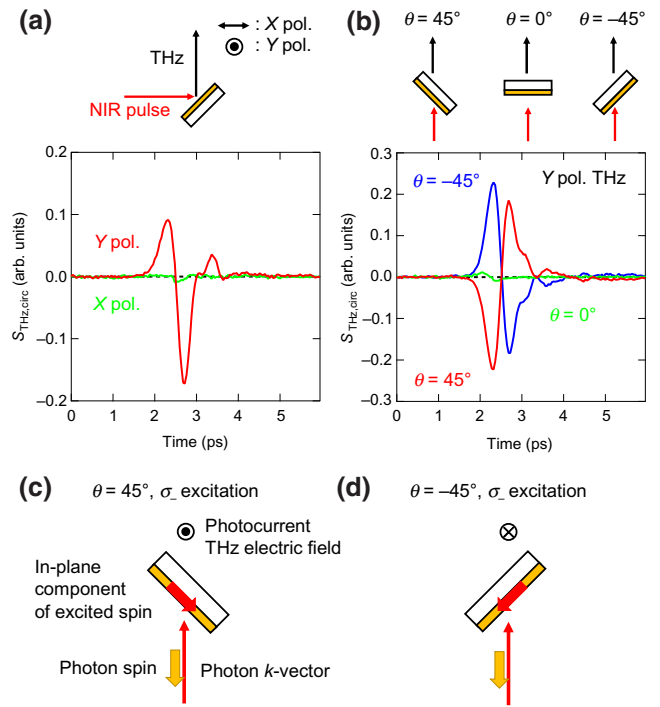 (a)
: X pol.
: Y pol.
THz
NIR pulse
0.2
0.1
0.0
−0.1
−0.2
S_THz,circ (arb. units)
Y pol.
X pol.
0 1 2 3 4 5
Time (ps)
(b)
θ = 45° θ = 0° θ = −45°
0.3
0.2
0.1
0.0
−0.1
−0.2
−0.3
S_THz,circ (arb. units)
θ = −45°
Y pol. THz
θ = 0°
θ = 45°
0 1 2 3 4 5
Time (ps)
(c)
θ = 45°, σ_− excitation
Photocurrent
THz electric field
In-plane
component
of excited spin
Photon spin
Photon k-vector
(d)
θ = −45°, σ_− excitation